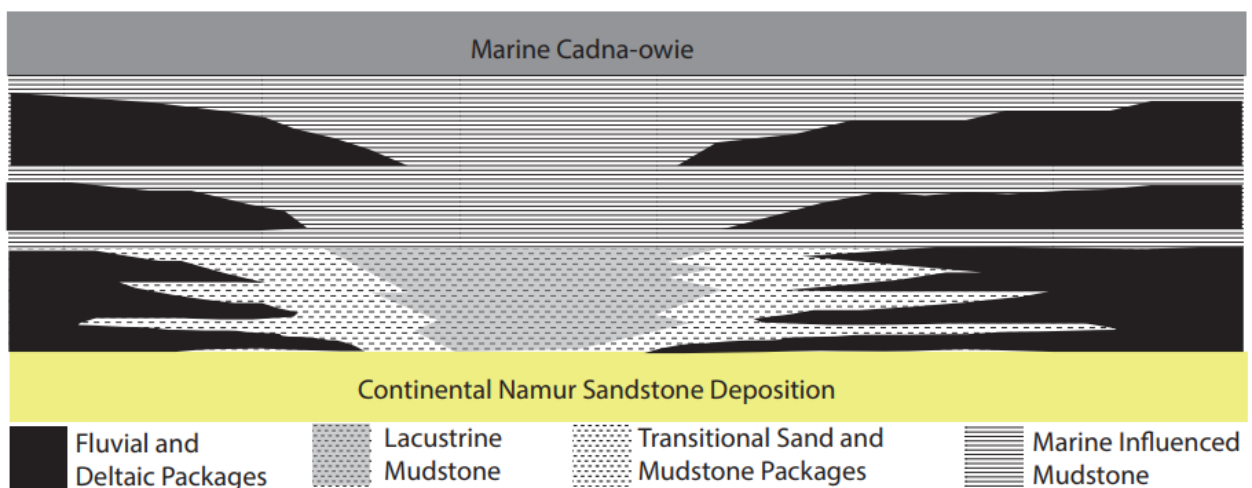 Marine Cadna-owie
Continental Namur Sandstone Deposition
Fluvial and
Deltaic Packages
Lacustrine
Mudstone
Transitional Sand and
Mudstone Packages
Marine Influenced
Mudstone